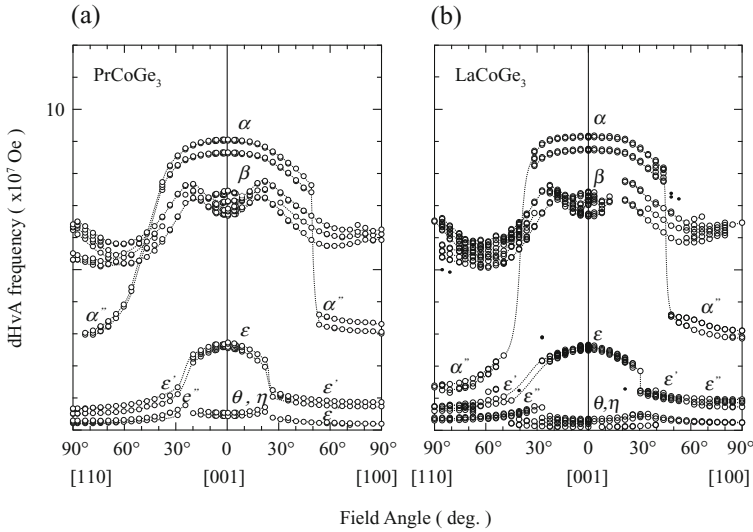 (a)
(b)
PrCoGe₃
LaCoGe₃
dHvA frequency ( x10⁷ Oe )
10
α
β
α"
α"
ε
ε'
ε"
θ , η
ε'
ε
α
β
α"
α"
ε
ε'
ε"
θ,η
ε'
ε"
90° 60° 30° 0 30° 60° 90°
90° 60° 30° 0 30° 60° 90°
[110] [001] [100]
[110] [001] [100]
Field Angle ( deg. )